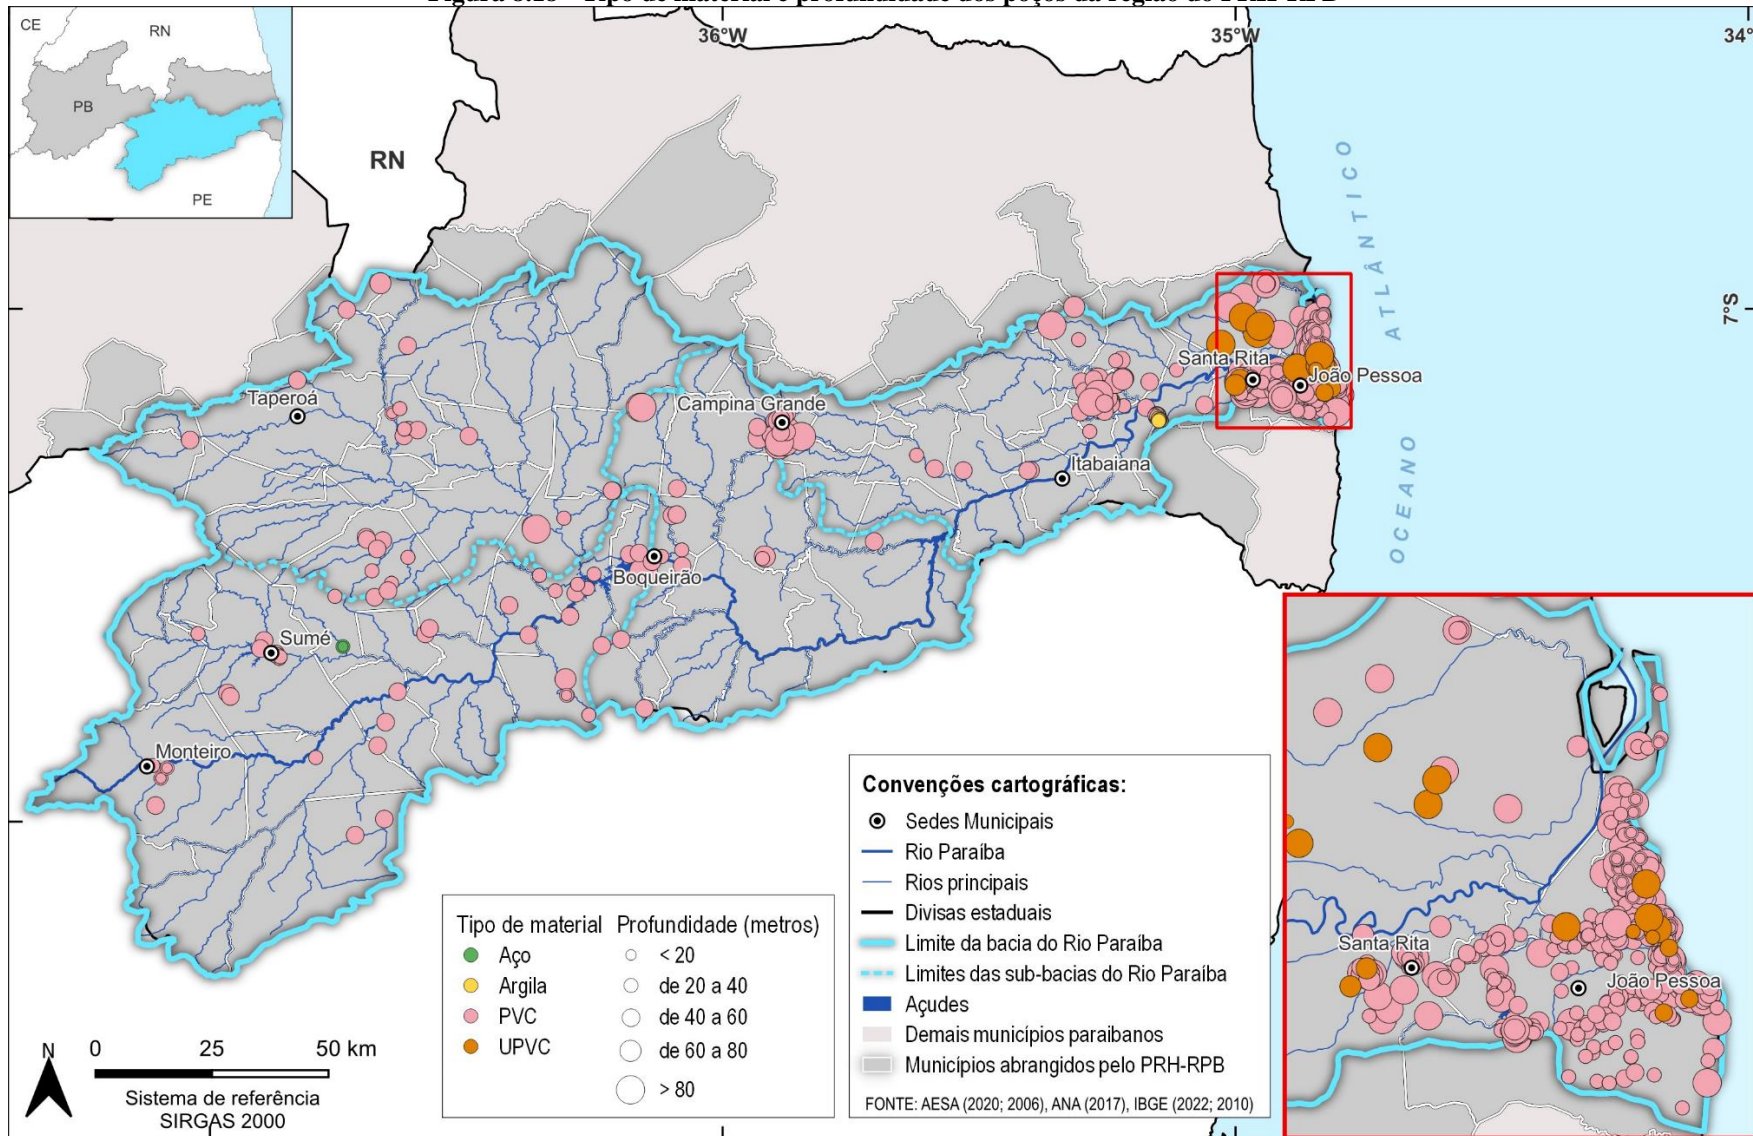 CE
RN
PB
PE
36°W
35°W
34°
RN
7°S
OCEANO ATLÂNTICO
Santa Rita
João Pessoa
Taperoá
Campina Grande
Itabaiana
Boqueirão
Sumé
Monteiro
Santa Rita
João Pessoa
Tipo de material
Aço
Argila
PVC
UPVC
Profundidade (metros)
< 20
de 20 a 40
de 40 a 60
de 60 a 80
> 80
Convenções cartográficas:
Sedes Municipais
Rio Paraíba
Rios principais
Divisas estaduais
Limite da bacia do Rio Paraíba
Limites das sub-bacias do Rio Paraíba
Açudes
Demais municípios paraibanos
Municípios abrangidos pelo PRH-RPB
FONTE: AESA (2020; 2006), ANA (2017), IBGE (2022; 2010)
N
0 25 50 km
Sistema de referência
SIRGAS 2000